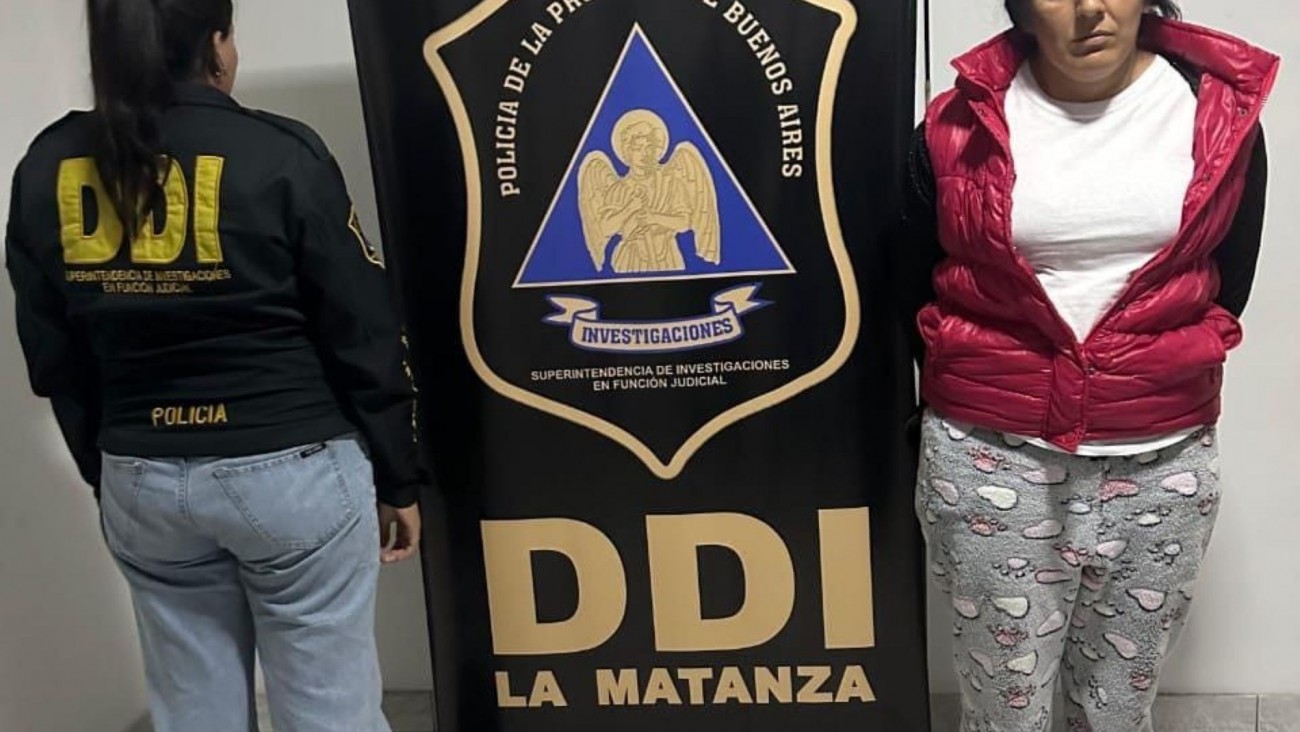 DDI
SUPERINTENDENCIA DE INVESTIGACIONES
EN FUNCIÓN JUDICIAL
POLICIA
POLICIA DE LA BUENOS AIRES
INVESTIGACIONES
SUPERINTENDENCIA DE INVESTIGACIONES
EN FUNCIÓN JUDICIAL
DDI
LA MATANZA